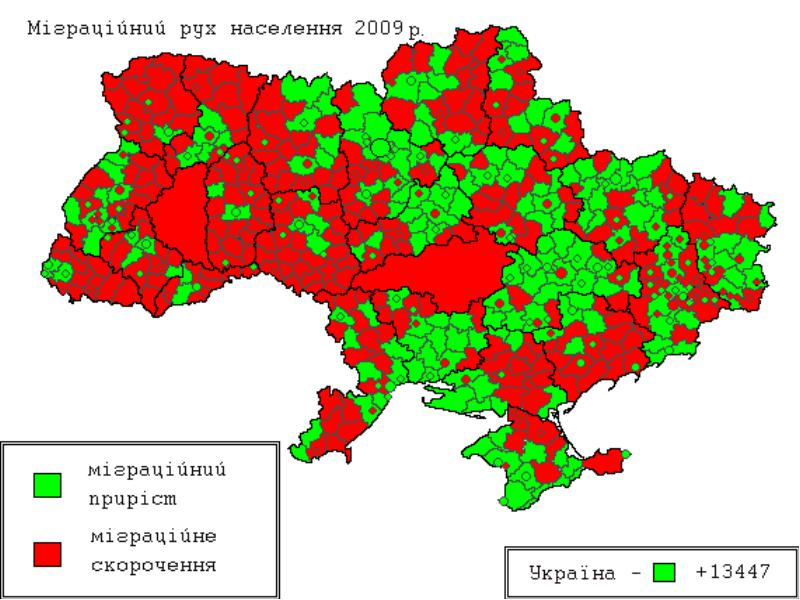 Міграційний рух населення 2009 р.
міграційний
приріст
міграційне
скорочення
Україна - +13447